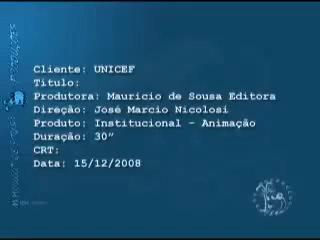 Cliente: UNICEF
Titulo:
Produtora: Mauricio de Sousa Editora
Direção: José Marcio Nicolosi
Produto: Institucional - Animação
Duração: 30”
CRT:
Data: 15/12/2008